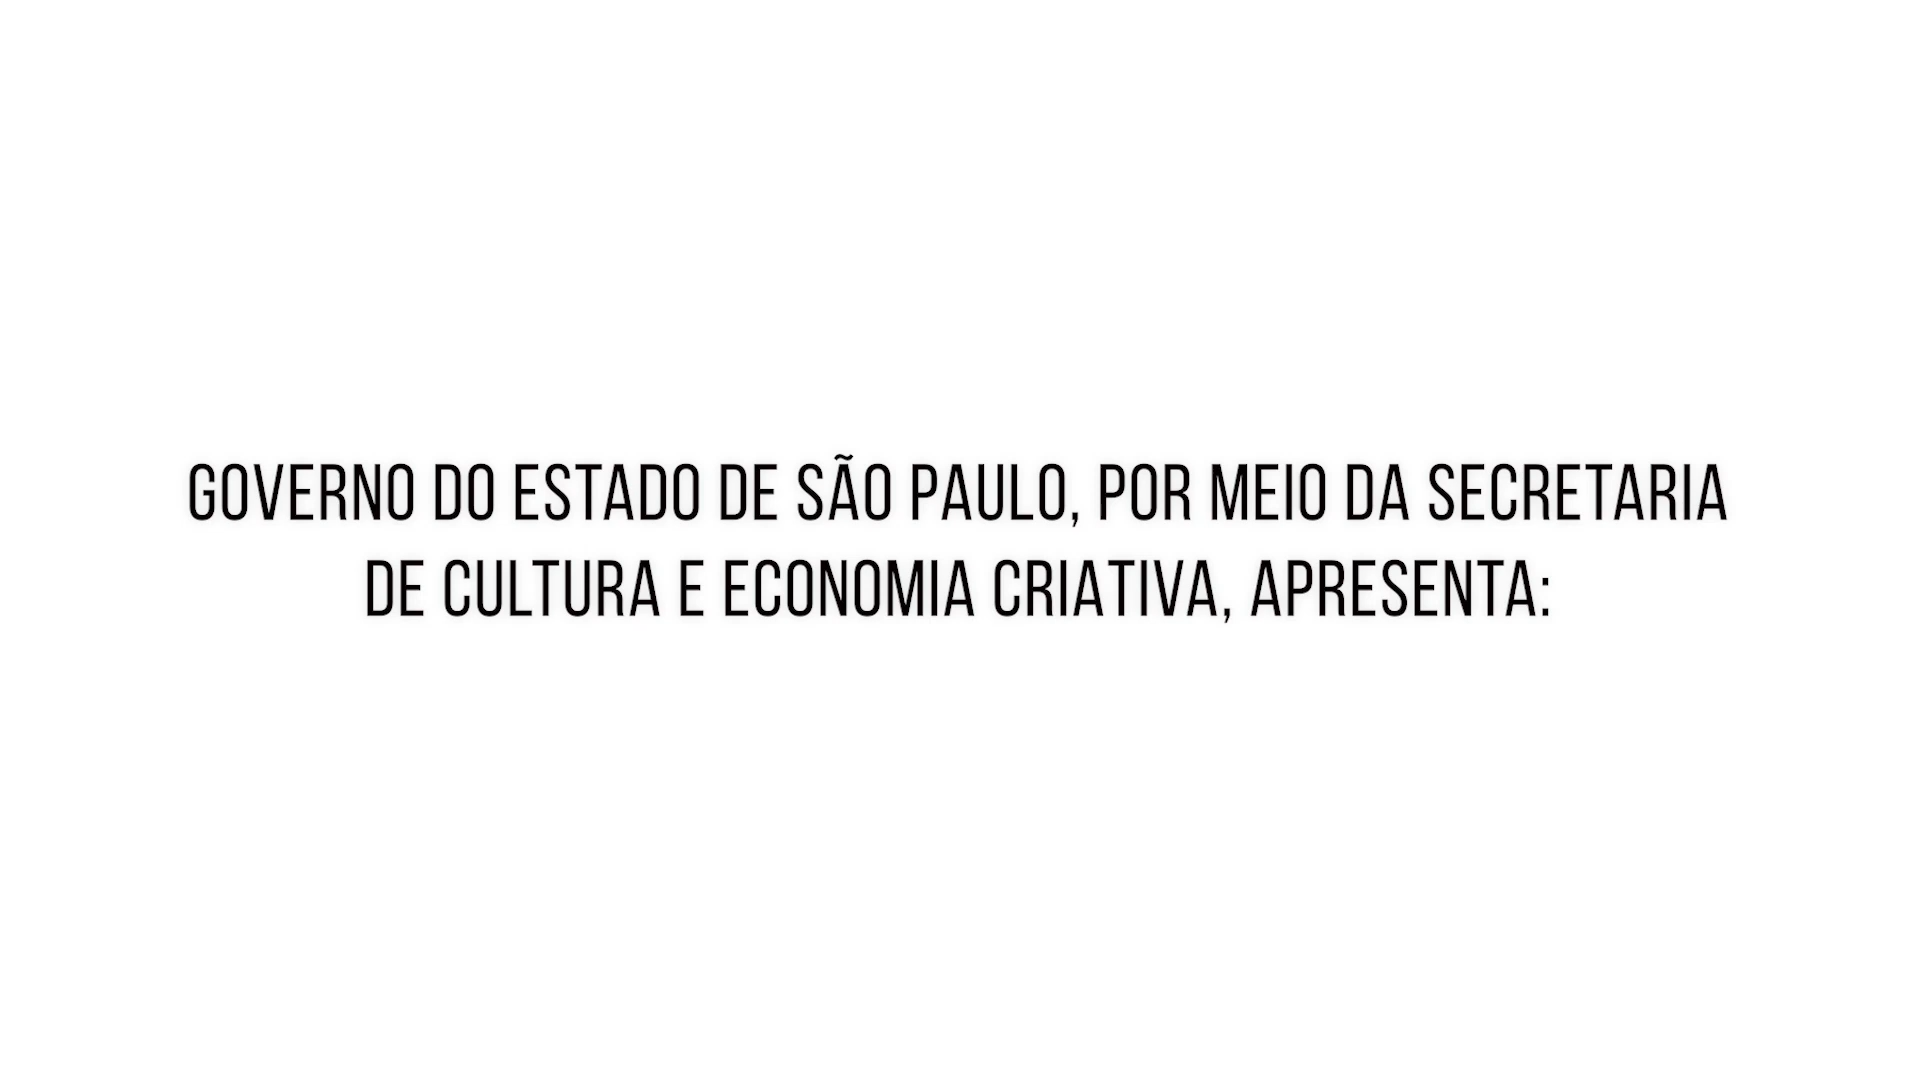 GOVERNO DO ESTADO DE SÃO PAULO, POR MEIO DA SECRETARIA
DE CULTURA E ECONOMIA CRIATIVA, APRESENTA: